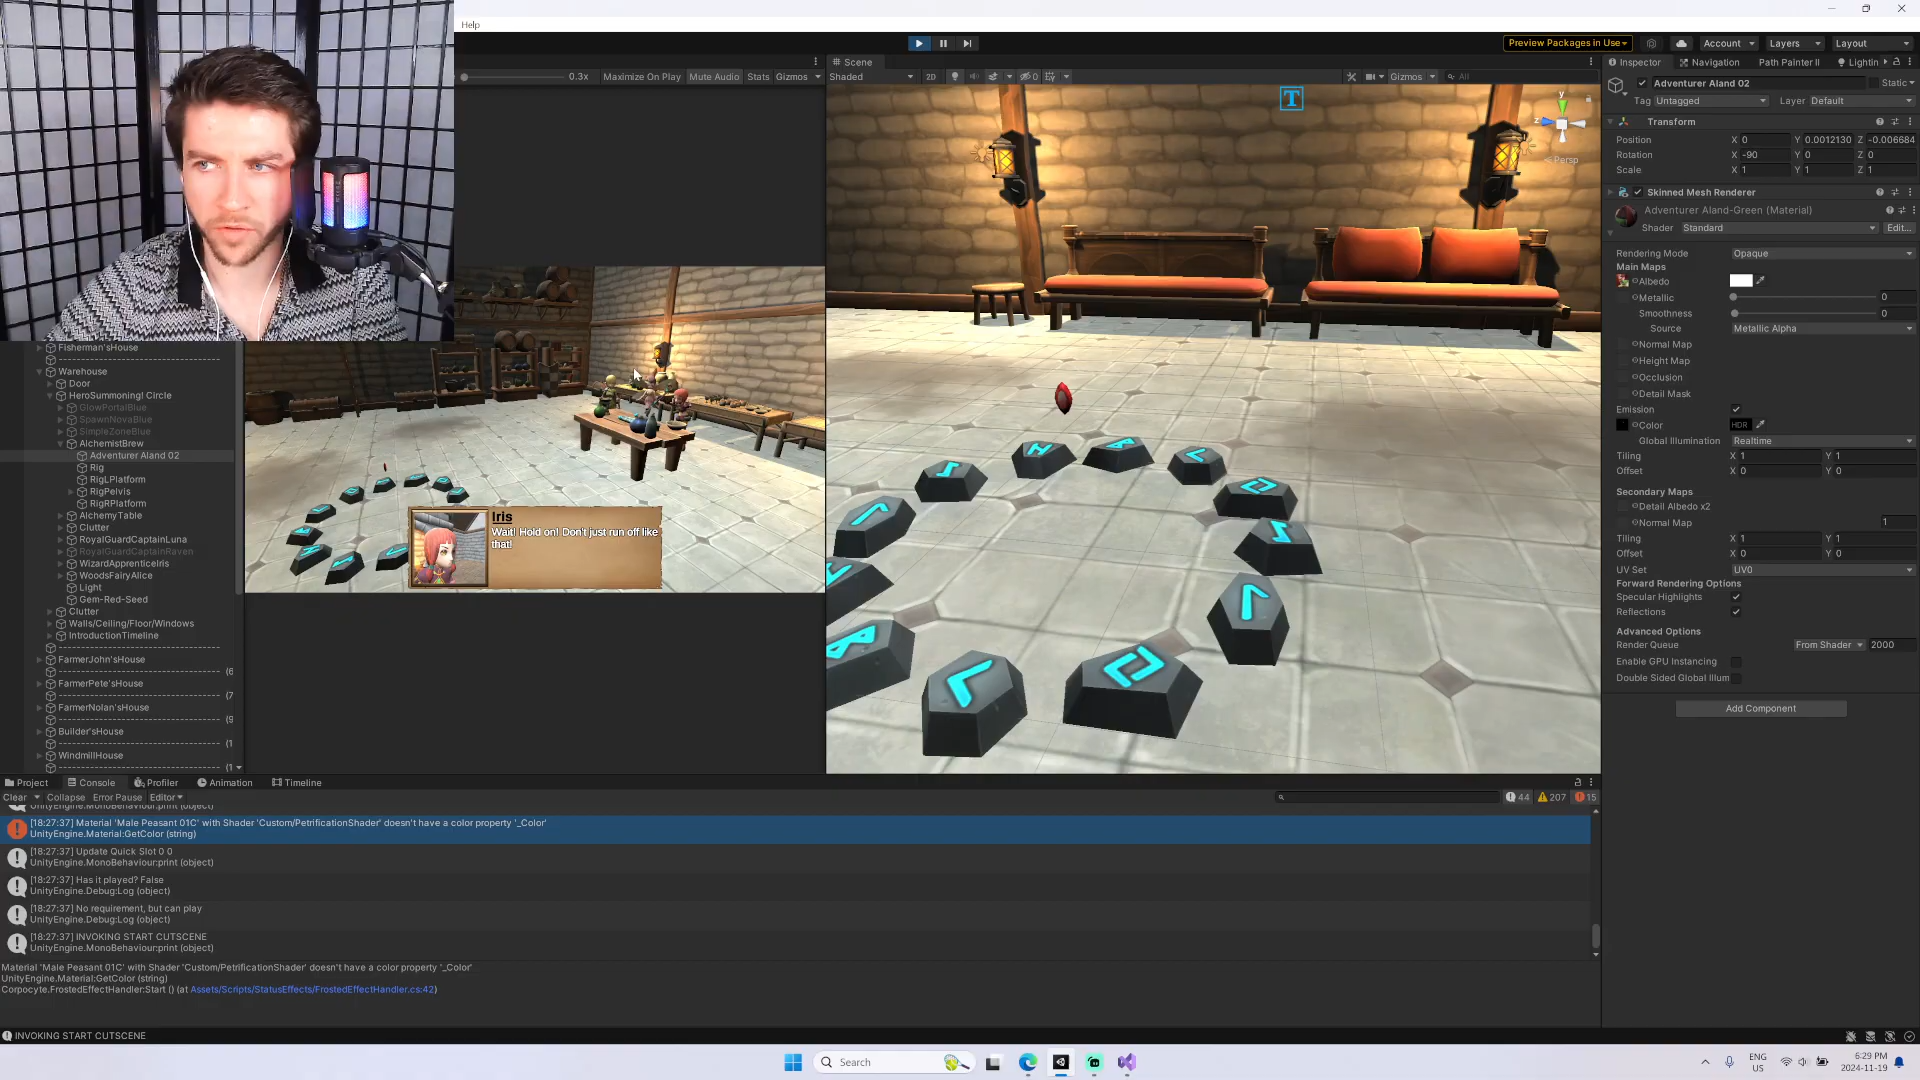 Help
Preview Packages in Use
Account
Layers
Layout
0.3x
Maximize On Play
Mute Audio
Stats
Gizmos
Scene
Shaded
2D
Gizmos
All
T
y
z
Persp
Inspector
Navigation
Path Painter II
Lightin
Adventurer Aland 02
Static
Tag Untagged
Layer Default
Transform
Position X 0 Y 0.0012130 Z -0.006684
Rotation X -90 Y 0 Z 0
Scale X 1 Y 1 Z 1
Skinned Mesh Renderer
Adventurer Aland-Green (Material)
Shader Standard Edit...
Rendering Mode Opaque
Main Maps
Albedo
Metallic 0
Smoothness 0
Source Metallic Alpha
Normal Map
Height Map
Occlusion
Detail Mask
Emission
Color HDR
Global Illumination Realtime
Tiling X 1 Y 1
Offset X 0 Y 0
Secondary Maps
Detail Albedo x2
Normal Map 1
Tiling X 1 Y 1
Offset X 0 Y 0
UV Set UV0
Forward Rendering Options
Specular Highlights
Reflections
Advanced Options
Render Queue From Shader 2000
Enable GPU Instancing
Double Sided Global Illum
Add Component
Fisherman'sHouse
Warehouse
Door
HeroSummoning! Circle
GlowPortalBlue
SpawnNovaBlue
SimpleZoneBlue
AlchemistBrew
Adventurer Aland 02
Rig
RigLPlatform
RigPelvis
RigRPlatform
AlchemyTable
Clutter
RoyalGuardCaptainLuna
RoyalGuardCaptainRaven
WizardApprenticeIris
WoodsFairyAlice
Light
Gem-Red-Seed
Clutter
Walls/Ceiling/Floor/Windows
IntroductionTimeline
FarmerJohn'sHouse
(6
FarmerPete'sHouse
(7
FarmerNolan'sHouse
(9
Builder'sHouse
(1
WindmillHouse
(1
Iris
Wait! Hold on! Don't just run off like
that!
Project
Console
Profiler
Animation
Timeline
Clear
Collapse
Error Pause
Editor
44
207
15
UnityEngine.MonoBehaviour:print (object)
[18:27:37] Material 'Male Peasant 01C' with Shader 'Custom/PetrificationShader' doesn't have a color property '_Color'
UnityEngine.Material:GetColor (string)
[18:27:37] Update Quick Slot 0 0
UnityEngine.MonoBehaviour:print (object)
[18:27:37] Has it played? False
UnityEngine.Debug:Log (object)
[18:27:37] No requirement, but can play
UnityEngine.Debug:Log (object)
[18:27:37] INVOKING START CUTSCENE
UnityEngine.MonoBehaviour:print (object)
Material 'Male Peasant 01C' with Shader 'Custom/PetrificationShader' doesn't have a color property '_Color'
UnityEngine.Material:GetColor (string)
Corpocyte.FrostedEffectHandler:Start () (at Assets/Scripts/StatusEffects/FrostedEffectHandler.cs:42)
INVOKING START CUTSCENE
Search
ENG
US
6:29 PM
2024-11-19